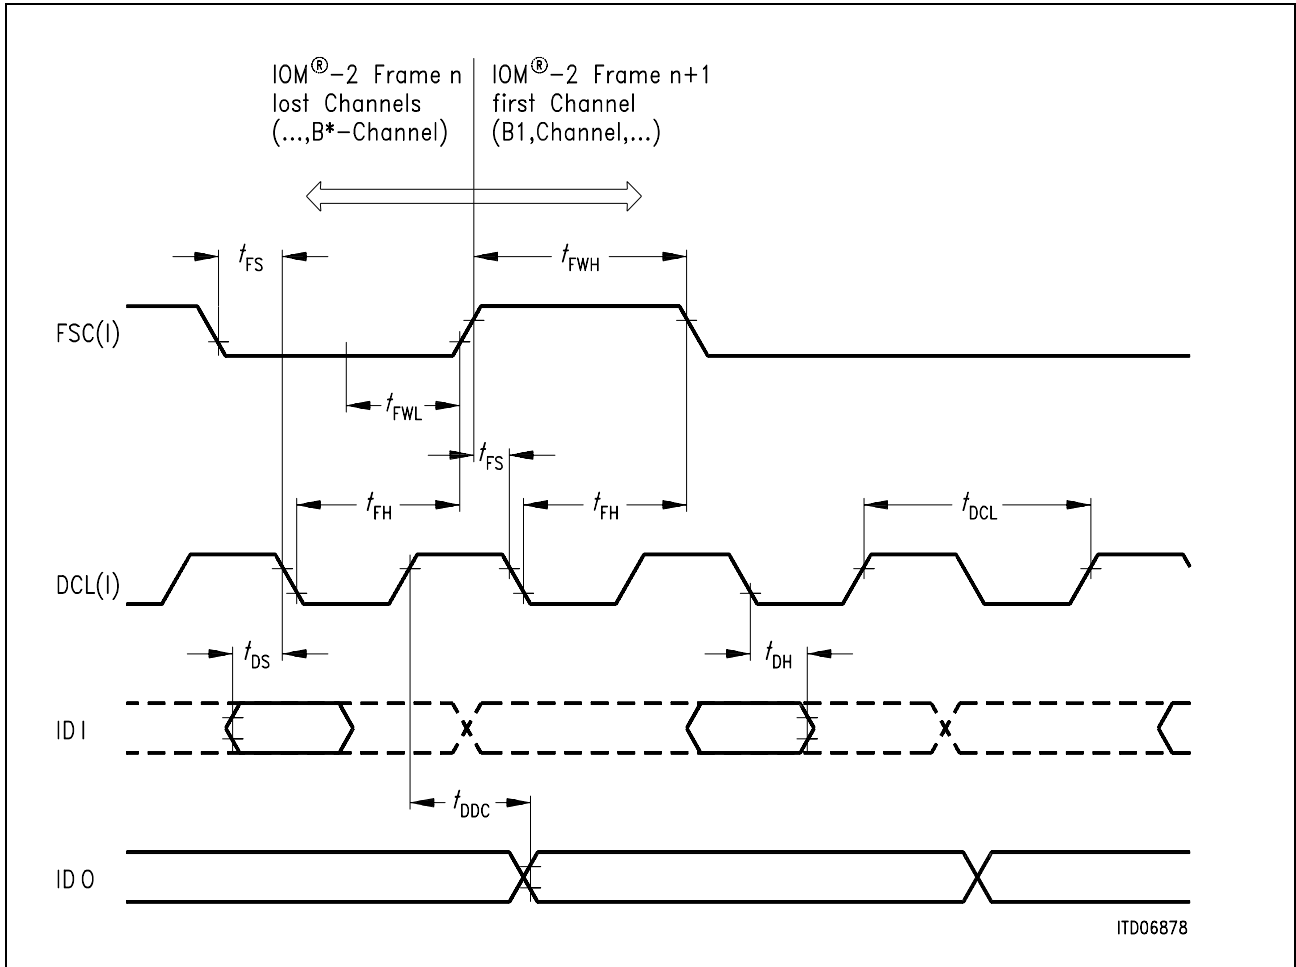 IOM®-2 Frame n
lost Channels
(...,B*-Channel)
IOM®-2 Frame n+1
first Channel
(B1,Channel,...)
tFS
tFWH
FSC(I)
tFWL
tFS
tFH
tFH
tDCL
DCL(I)
tDS
tDH
ID I
tDDC
ID O
ITD06878